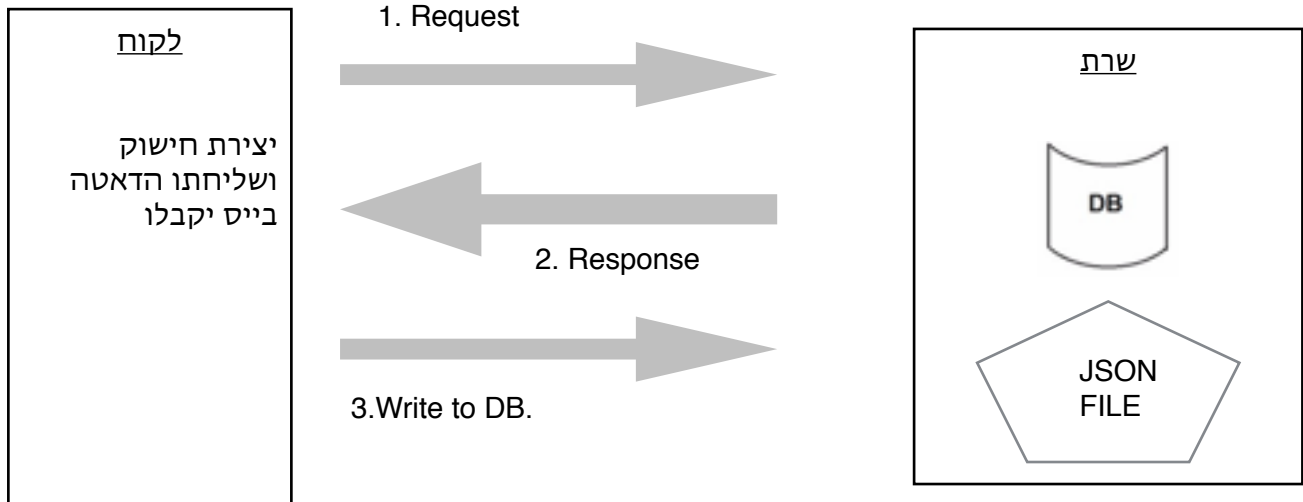 1. Request
לקוח
שרת
יצירת חישוק
ושליחתו הדאטה
בייס יקבלו
DB
2. Response
JSON
FILE
3.Write to DB.